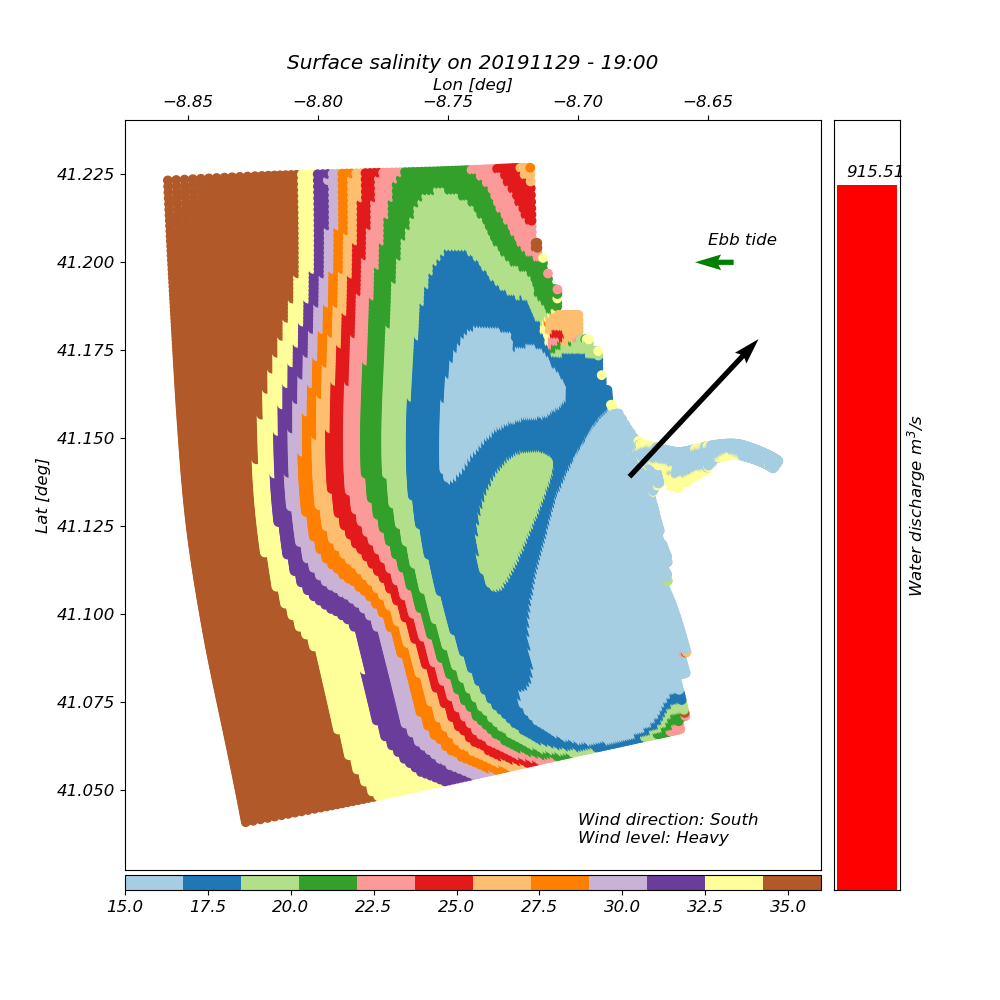 Surface salinity on 20191129 - 19:00
Lon [deg]
−8.85 −8.80 −8.75 −8.70 −8.65
915.51
41.225
Ebb tide
41.200
41.175
41.150
Lat [deg]
Water discharge m³/s
41.125
41.100
41.075
41.050
Wind direction: South
Wind level: Heavy
15.0 17.5 20.0 22.5 25.0 27.5 30.0 32.5 35.0